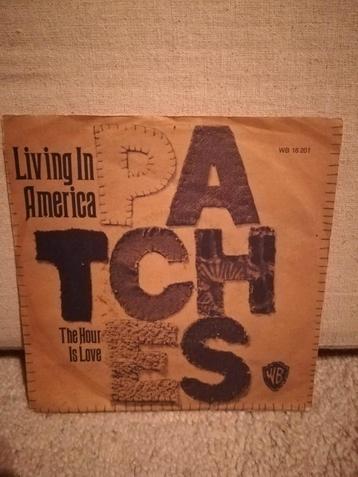 Living In
America
WB 16 201
PA
TCH
ES
The Hour
Is Love
WB